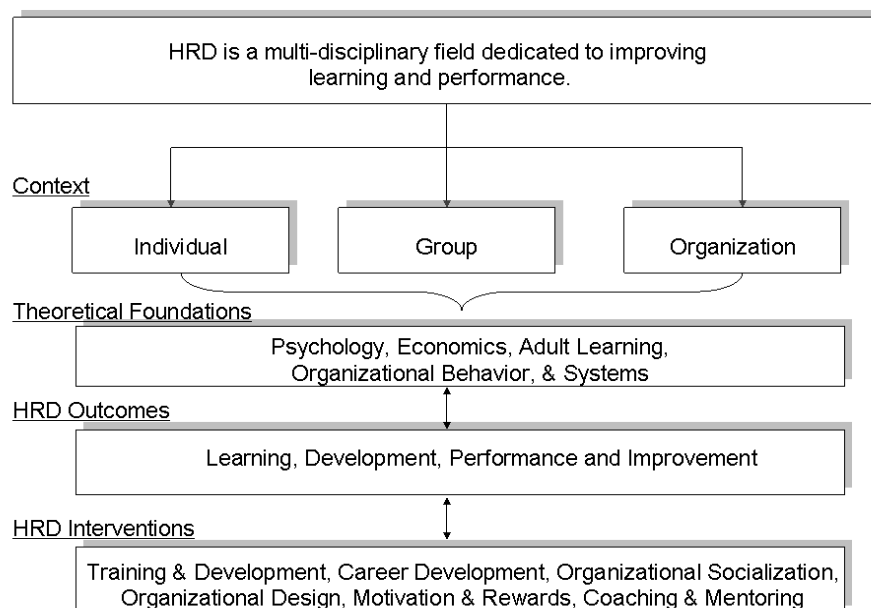 HRD is a multi-disciplinary field dedicated to improving
learning and performance.
Context
Individual
Group
Organization
Theoretical Foundations
Psychology, Economics, Adult Learning,
Organizational Behavior, & Systems
HRD Outcomes
Learning, Development, Performance and Improvement
HRD Interventions
Training & Development, Career Development, Organizational Socialization,
Organizational Design, Motivation & Rewards, Coaching & Mentoring